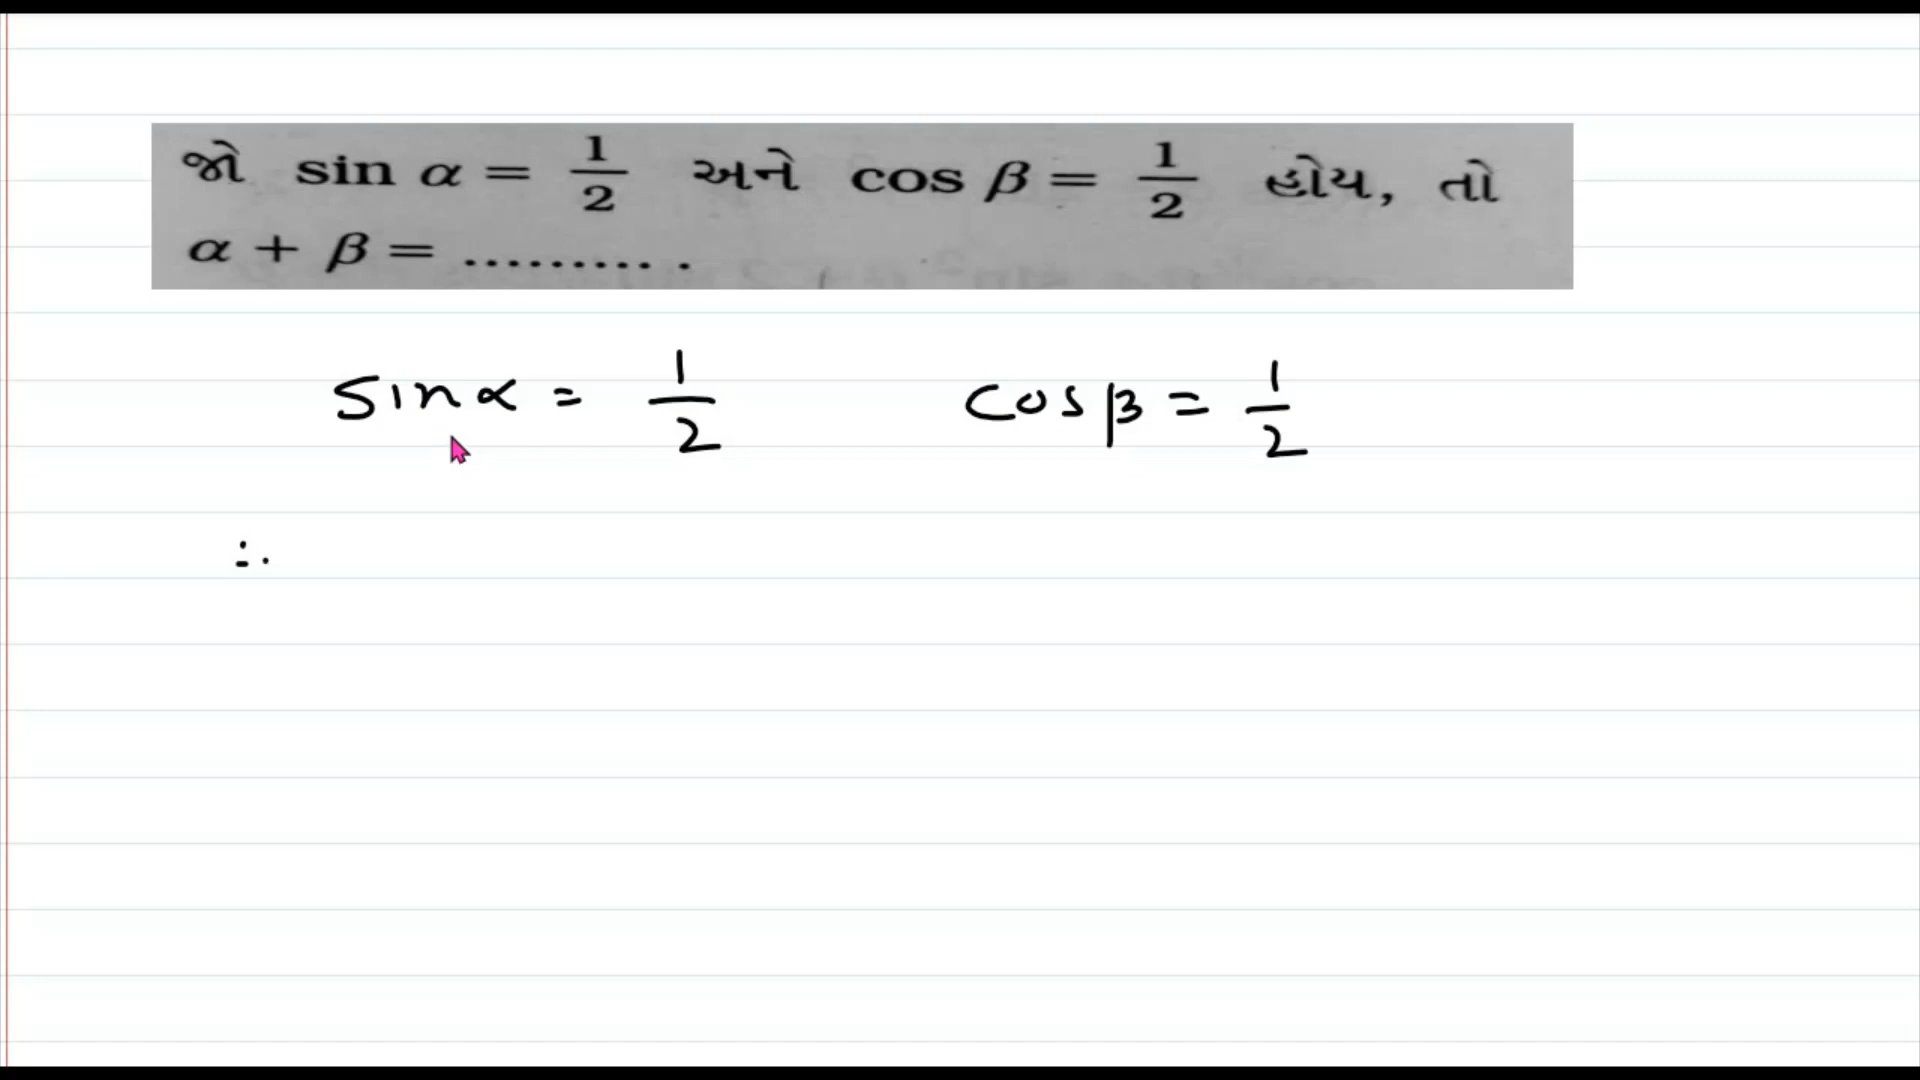 જો sin α = 1/2 અને cos β = 1/2 હોય, તો
α + β = .......... .
sin α = 1/2 cos β = 1/2
∴